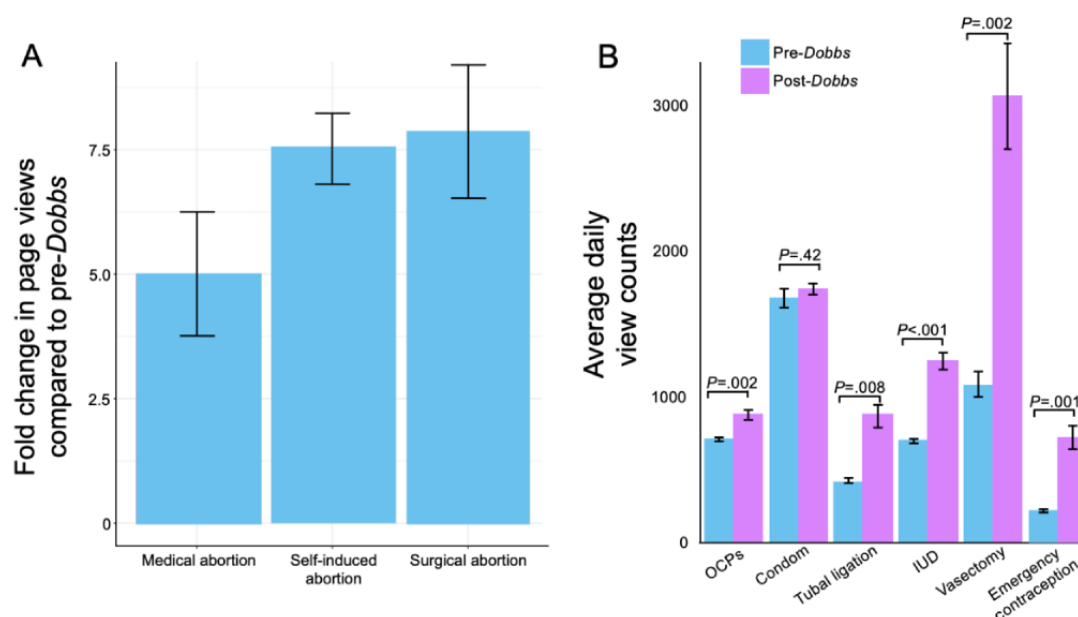 A
Fold change in page views
compared to pre-Dobbs
7.5
5.0
2.5
0
Medical abortion
Self-induced
abortion
Surgical abortion
B
Pre-Dobbs
Post-Dobbs
Average daily
view counts
3000
2000
1000
0
P=.002
P=.42
P=.008
P<.001
P=.002
P=.001
OCPs
Condom
Tubal ligation
IUD
Vasectomy
Emergency
contraception